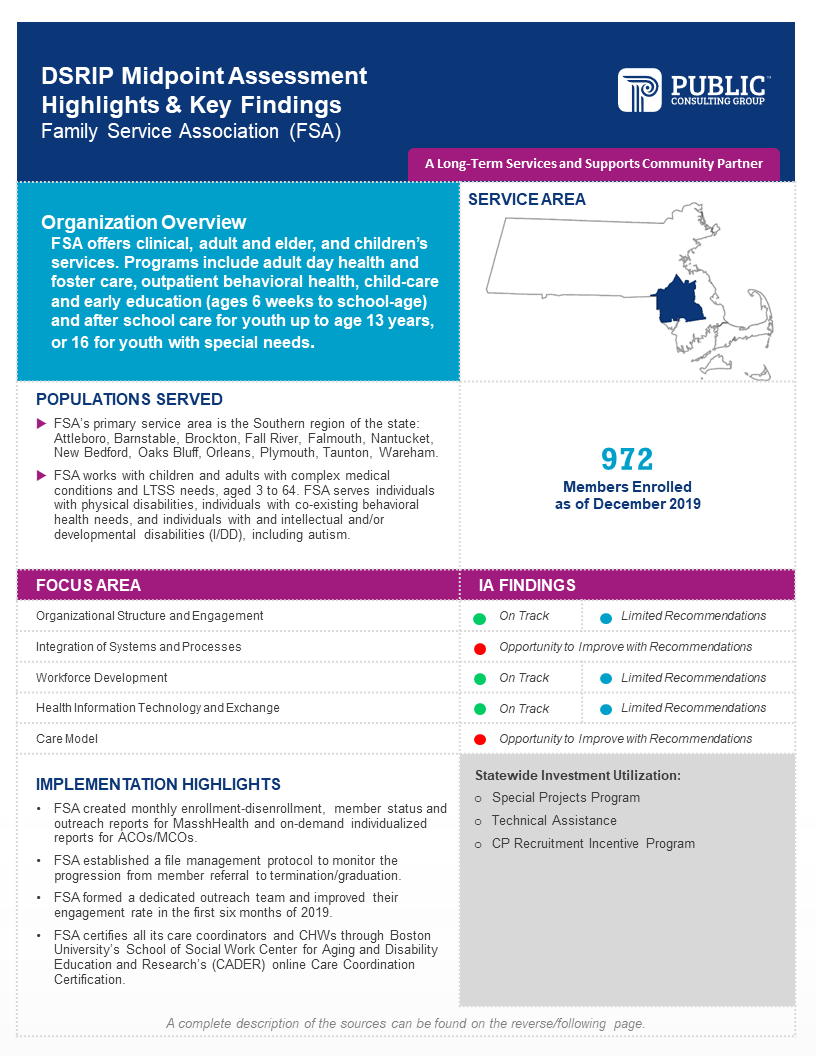 DSRIP Midpoint Assessment
Highlights & Key Findings
Family Service Association (FSA)
PUBLIC™
CONSULTING GROUP
A Long-Term Services and Supports Community Partner
Organization Overview
FSA offers clinical, adult and elder, and children's
services. Programs include adult day health and
foster care, outpatient behavioral health, child-care
and early education (ages 6 weeks to school-age)
and after school care for youth up to age 13 years,
or 16 for youth with special needs.
SERVICE AREA
POPULATIONS SERVED
▶ FSA's primary service area is the Southern region of the state:
Attleboro, Barnstable, Brockton, Fall River, Falmouth, Nantucket,
New Bedford, Oaks Bluff, Orleans, Plymouth, Taunton, Wareham.
▶ FSA works with children and adults with complex medical
conditions and LTSS needs, aged 3 to 64. FSA serves individuals
with physical disabilities, individuals with co-existing behavioral
health needs, and individuals with and intellectual and/or
developmental disabilities (I/DD), including autism.
972
Members Enrolled
as of December 2019
FOCUS AREA IA FINDINGS
Organizational Structure and Engagement On Track Limited Recommendations
Integration of Systems and Processes Opportunity to Improve with Recommendations
Workforce Development On Track Limited Recommendations
Health Information Technology and Exchange On Track Limited Recommendations
Care Model Opportunity to Improve with Recommendations
IMPLEMENTATION HIGHLIGHTS
• FSA created monthly enrollment-disenrollment, member status and
outreach reports for MasshHealth and on-demand individualized
reports for ACOs/MCOs.
• FSA established a file management protocol to monitor the
progression from member referral to termination/graduation.
• FSA formed a dedicated outreach team and improved their
engagement rate in the first six months of 2019.
• FSA certifies all its care coordinators and CHWs through Boston
University's School of Social Work Center for Aging and Disability
Education and Research's (CADER) online Care Coordination
Certification.
Statewide Investment Utilization:
o Special Projects Program
o Technical Assistance
o CP Recruitment Incentive Program
A complete description of the sources can be found on the reverse/following page.